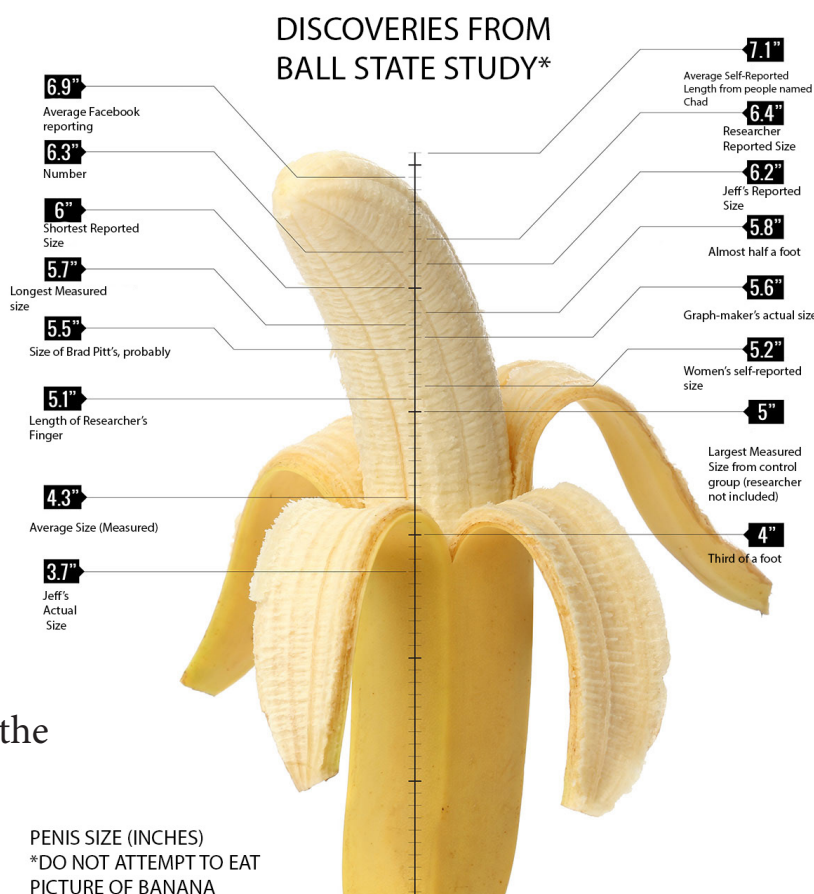 DISCOVERIES FROM
BALL STATE STUDY*
6.9”
Average Facebook
reporting
6.3”
Number
6”
Shortest Reported
Size
5.7”
Longest Measured
size
5.5”
Size of Brad Pitt’s, probably
5.1”
Length of Researcher’s
Finger
4.3”
Average Size (Measured)
3.7”
Jeff’s
Actual
Size
7.1”
Average Self-Reported
Length from people named
Chad
6.4”
Researcher
Reported Size
6.2”
Jeff’s Reported
Size
5.8”
Almost half a foot
5.6”
Graph-maker’s actual size
5.2”
Women’s self-reported
size
5”
Largest Measured
Size from control
group (researcher
not included)
4”
Third of a foot
the
PENIS SIZE (INCHES)
*DO NOT ATTEMPT TO EAT
PICTURE OF BANANA